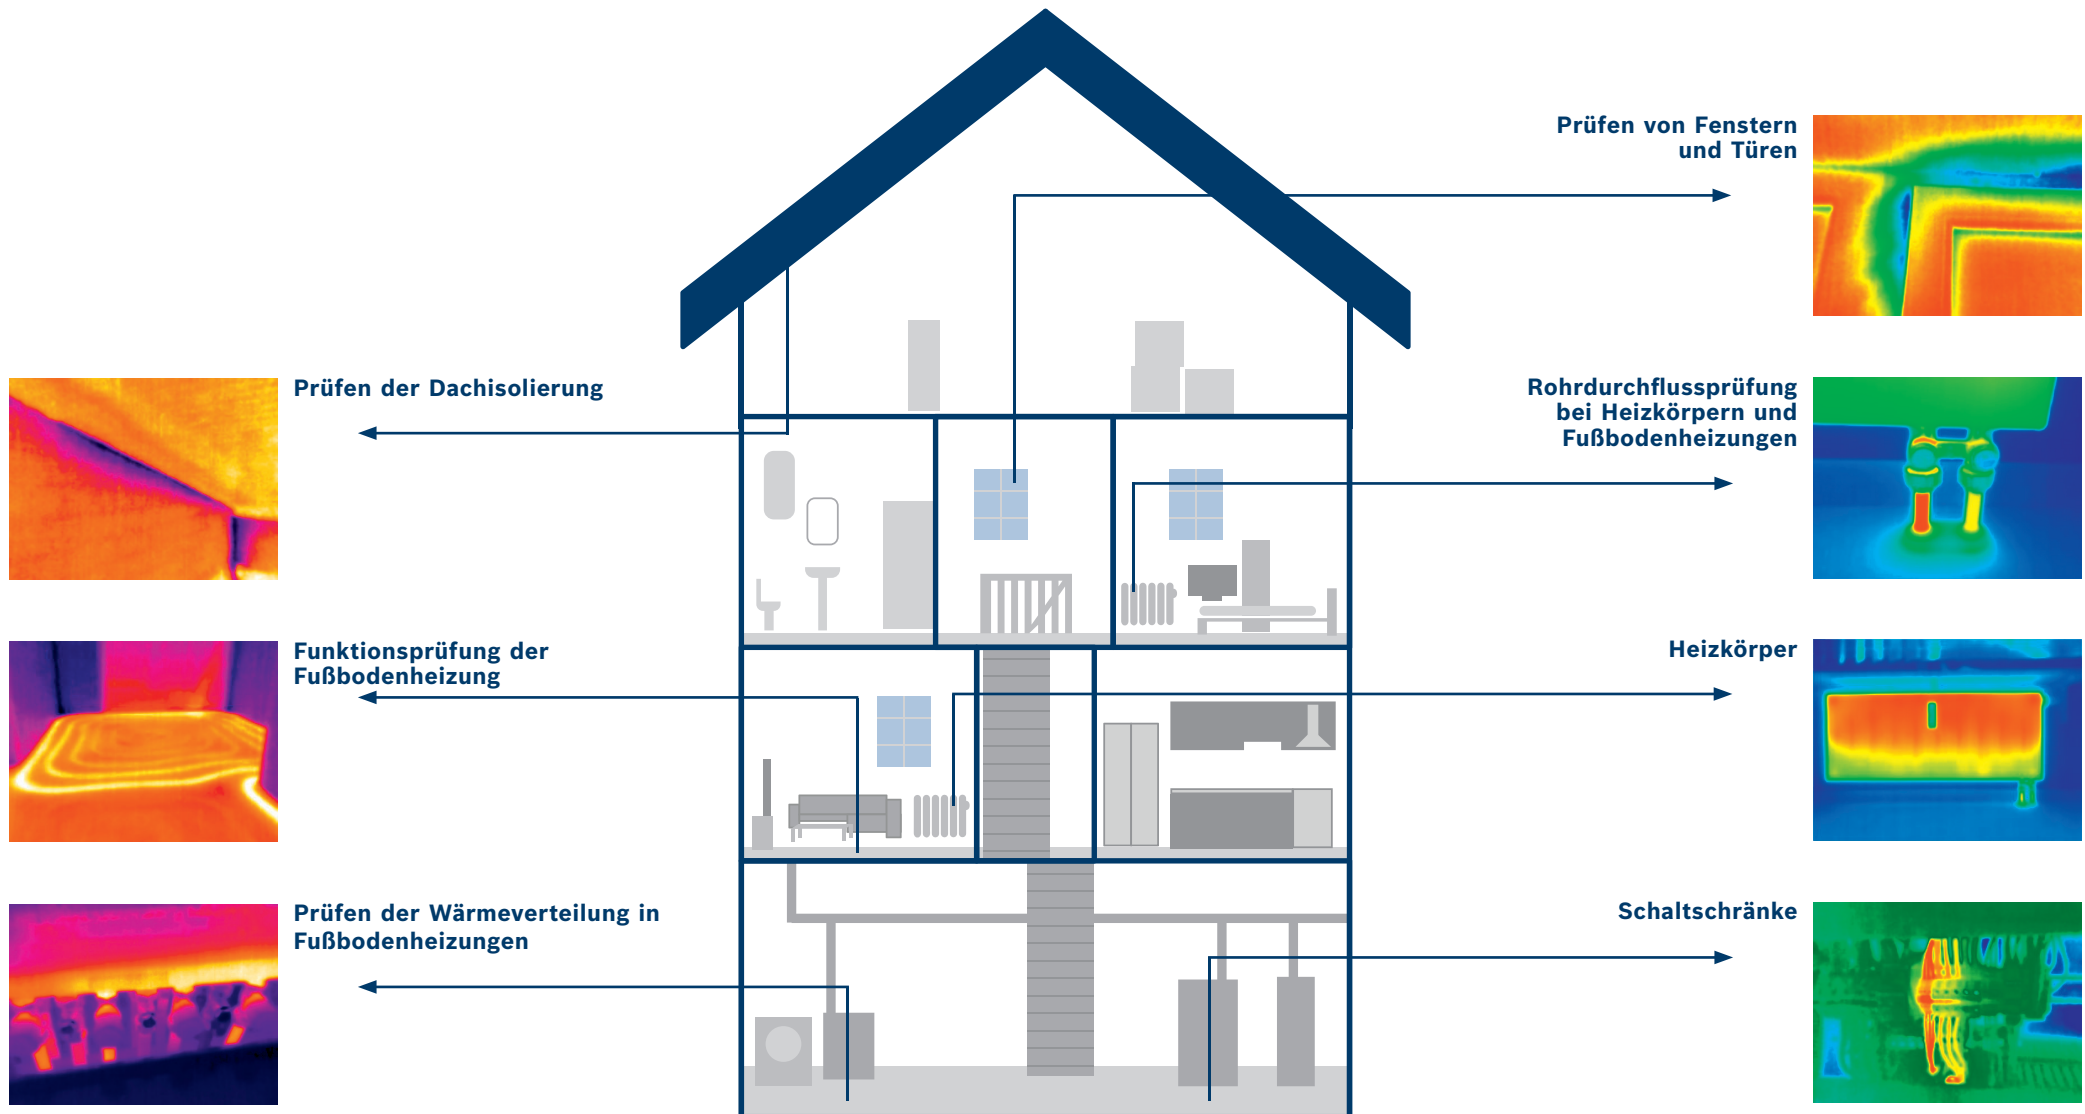 Prüfen von Fenstern
und Türen
Prüfen der Dachisolierung
Rohrdurchflussprüfung
bei Heizkörpern und
Fußbodenheizungen
Funktionsprüfung der
Fußbodenheizung
Heizkörper
Prüfen der Wärmeverteilung in
Fußbodenheizungen
Schaltschränke